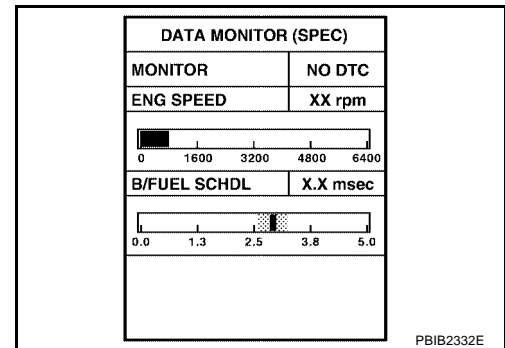 DATA MONITOR (SPEC)
MONITOR NO DTC
ENG SPEED XX rpm
0 1600 3200 4800 6400
B/FUEL SCHDL X.X msec
0.0 1.3 2.5 3.8 5.0
PBIB2332E